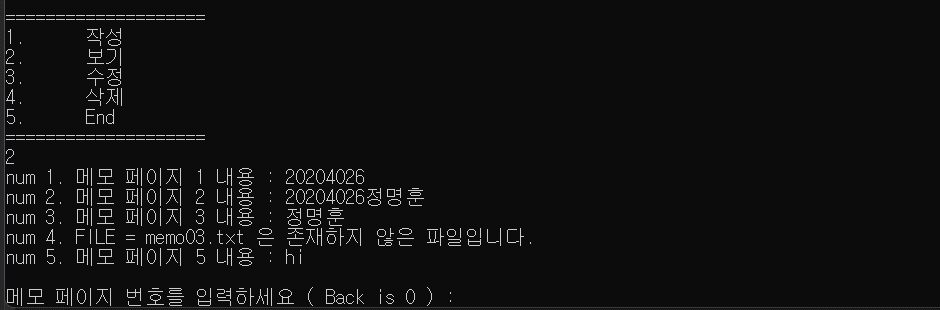 ====================
1.      작성
2.      보기
3.      수정
4.      삭제
5.      End
====================
2
num 1. 메모 페이지 1 내용 : 20204026
num 2. 메모 페이지 2 내용 : 20204026정명훈
num 3. 메모 페이지 3 내용 : 정명훈
num 4. FILE = memo03.txt 은 존재하지 않은 파일입니다.
num 5. 메모 페이지 5 내용 : hi
메모 페이지 번호를 입력하세요 ( Back is 0 ) :